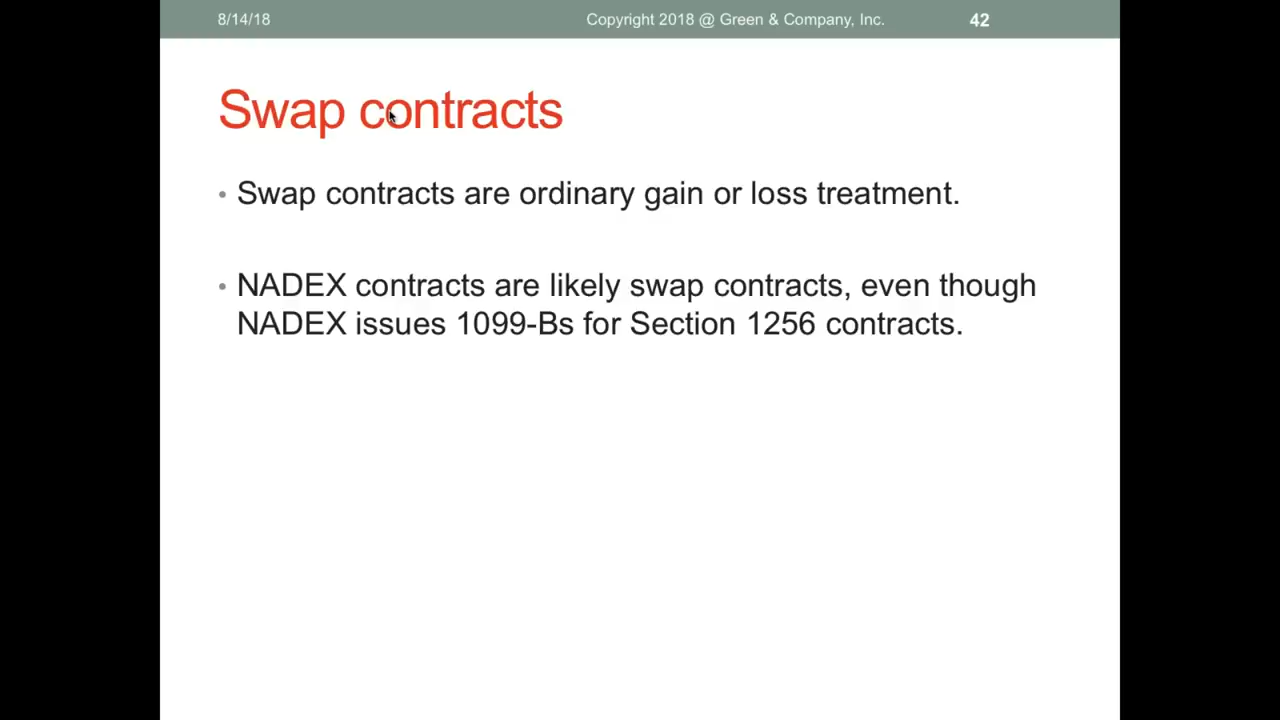 8/14/18 Copyright 2018 @ Green & Company, Inc. 42
Swap contracts
• Swap contracts are ordinary gain or loss treatment.
• NADEX contracts are likely swap contracts, even though
NADEX issues 1099-Bs for Section 1256 contracts.